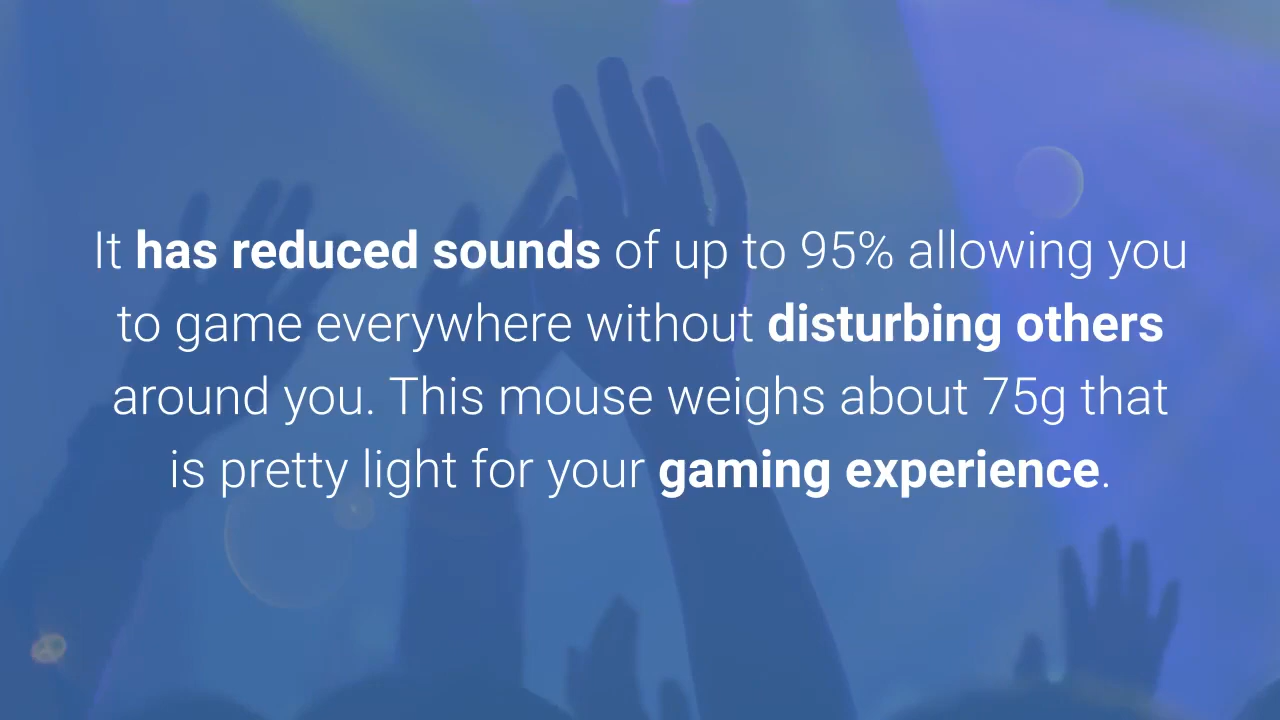 It has reduced sounds of up to 95% allowing you
to game everywhere without disturbing others
around you. This mouse weighs about 75g that
is pretty light for your gaming experience.